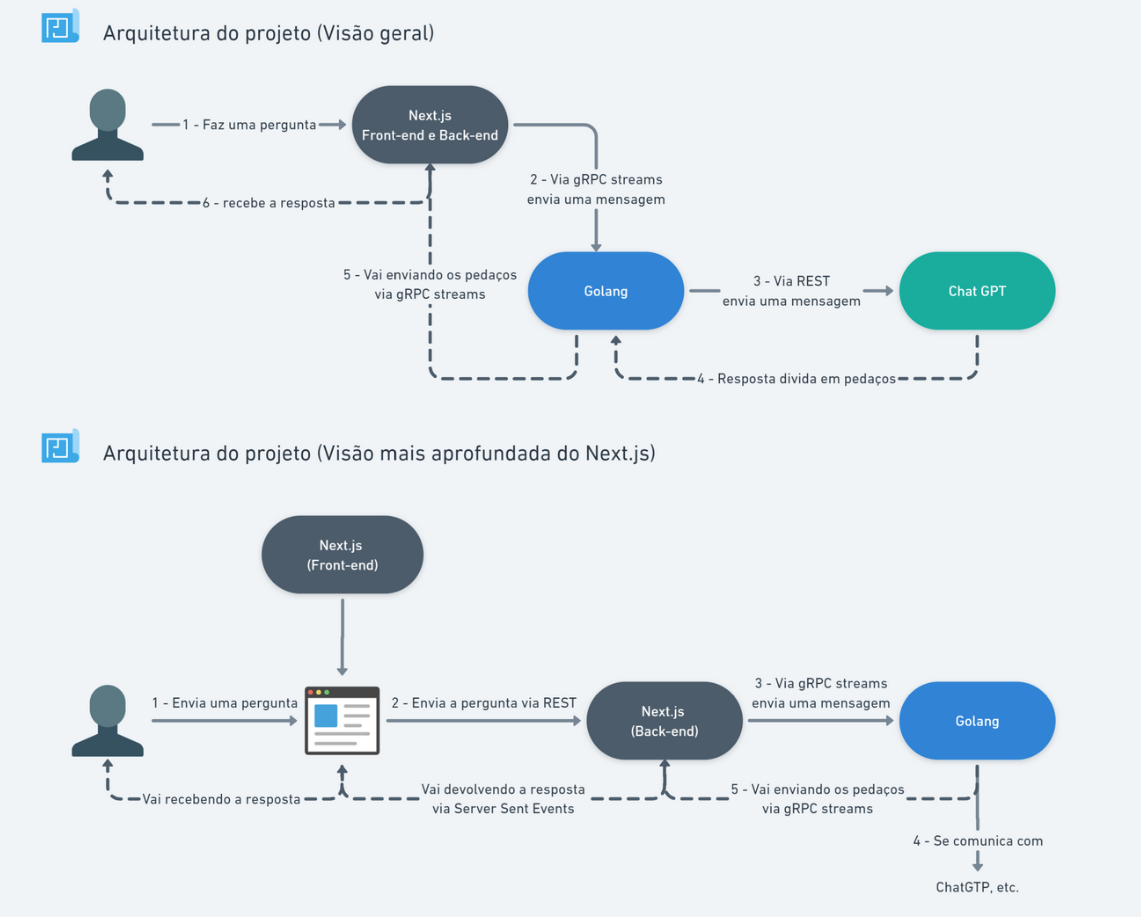 Arquitetura do projeto (Visão geral)
1 - Faz uma pergunta
Next.js
Front-end e Back-end
2 - Via gRPC streams
envia uma mensagem
6 - recebe a resposta
5 - Vai enviando os pedaços
via gRPC streams
Golang
3 - Via REST
envia uma mensagem
Chat GPT
4 - Resposta divida em pedaços
Arquitetura do projeto (Visão mais aprofundada do Next.js)
Next.js
(Front-end)
1 - Envia uma pergunta
2 - Envia a pergunta via REST
Next.js
(Back-end)
3 - Via gRPC streams
envia uma mensagem
Golang
Vai recebendo a resposta
Vai devolvendo a resposta
via Server Sent Events
5 - Vai enviando os pedaços
via gRPC streams
4 - Se comunica com
ChatGTP, etc.